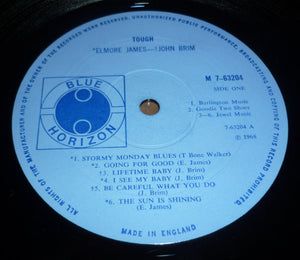 ALL RIGHTS OF THE MANUFACTURER AND OF THE OWNER OF THE RECORDED WORK RESERVED. UNAUTHORISED PUBLIC PERFORMANCE, BROADCASTING AND COPYING OF THIS RECORD PROHIBITED.
TOUGH
*ELMORE JAMES—†JOHN BRIM
M 7-63204
SIDE ONE
1. Burlington Music
2. Goodie Two Shoes
3.-6. Jewel Music
7-63204 A
BLUE
HORIZON
*1. STORMY MONDAY BLUES (T Bone Walker)
*2. GOING FOR GOOD (E. James)
†3. LIFETIME BABY (J. Brim)
*4. I SEE MY BABY (J. Brim)
†5. BE CAREFUL WHAT YOU DO
(J. Brim)
*6. THE SUN IS SHINING
(E. James)
MADE IN ENGLAND